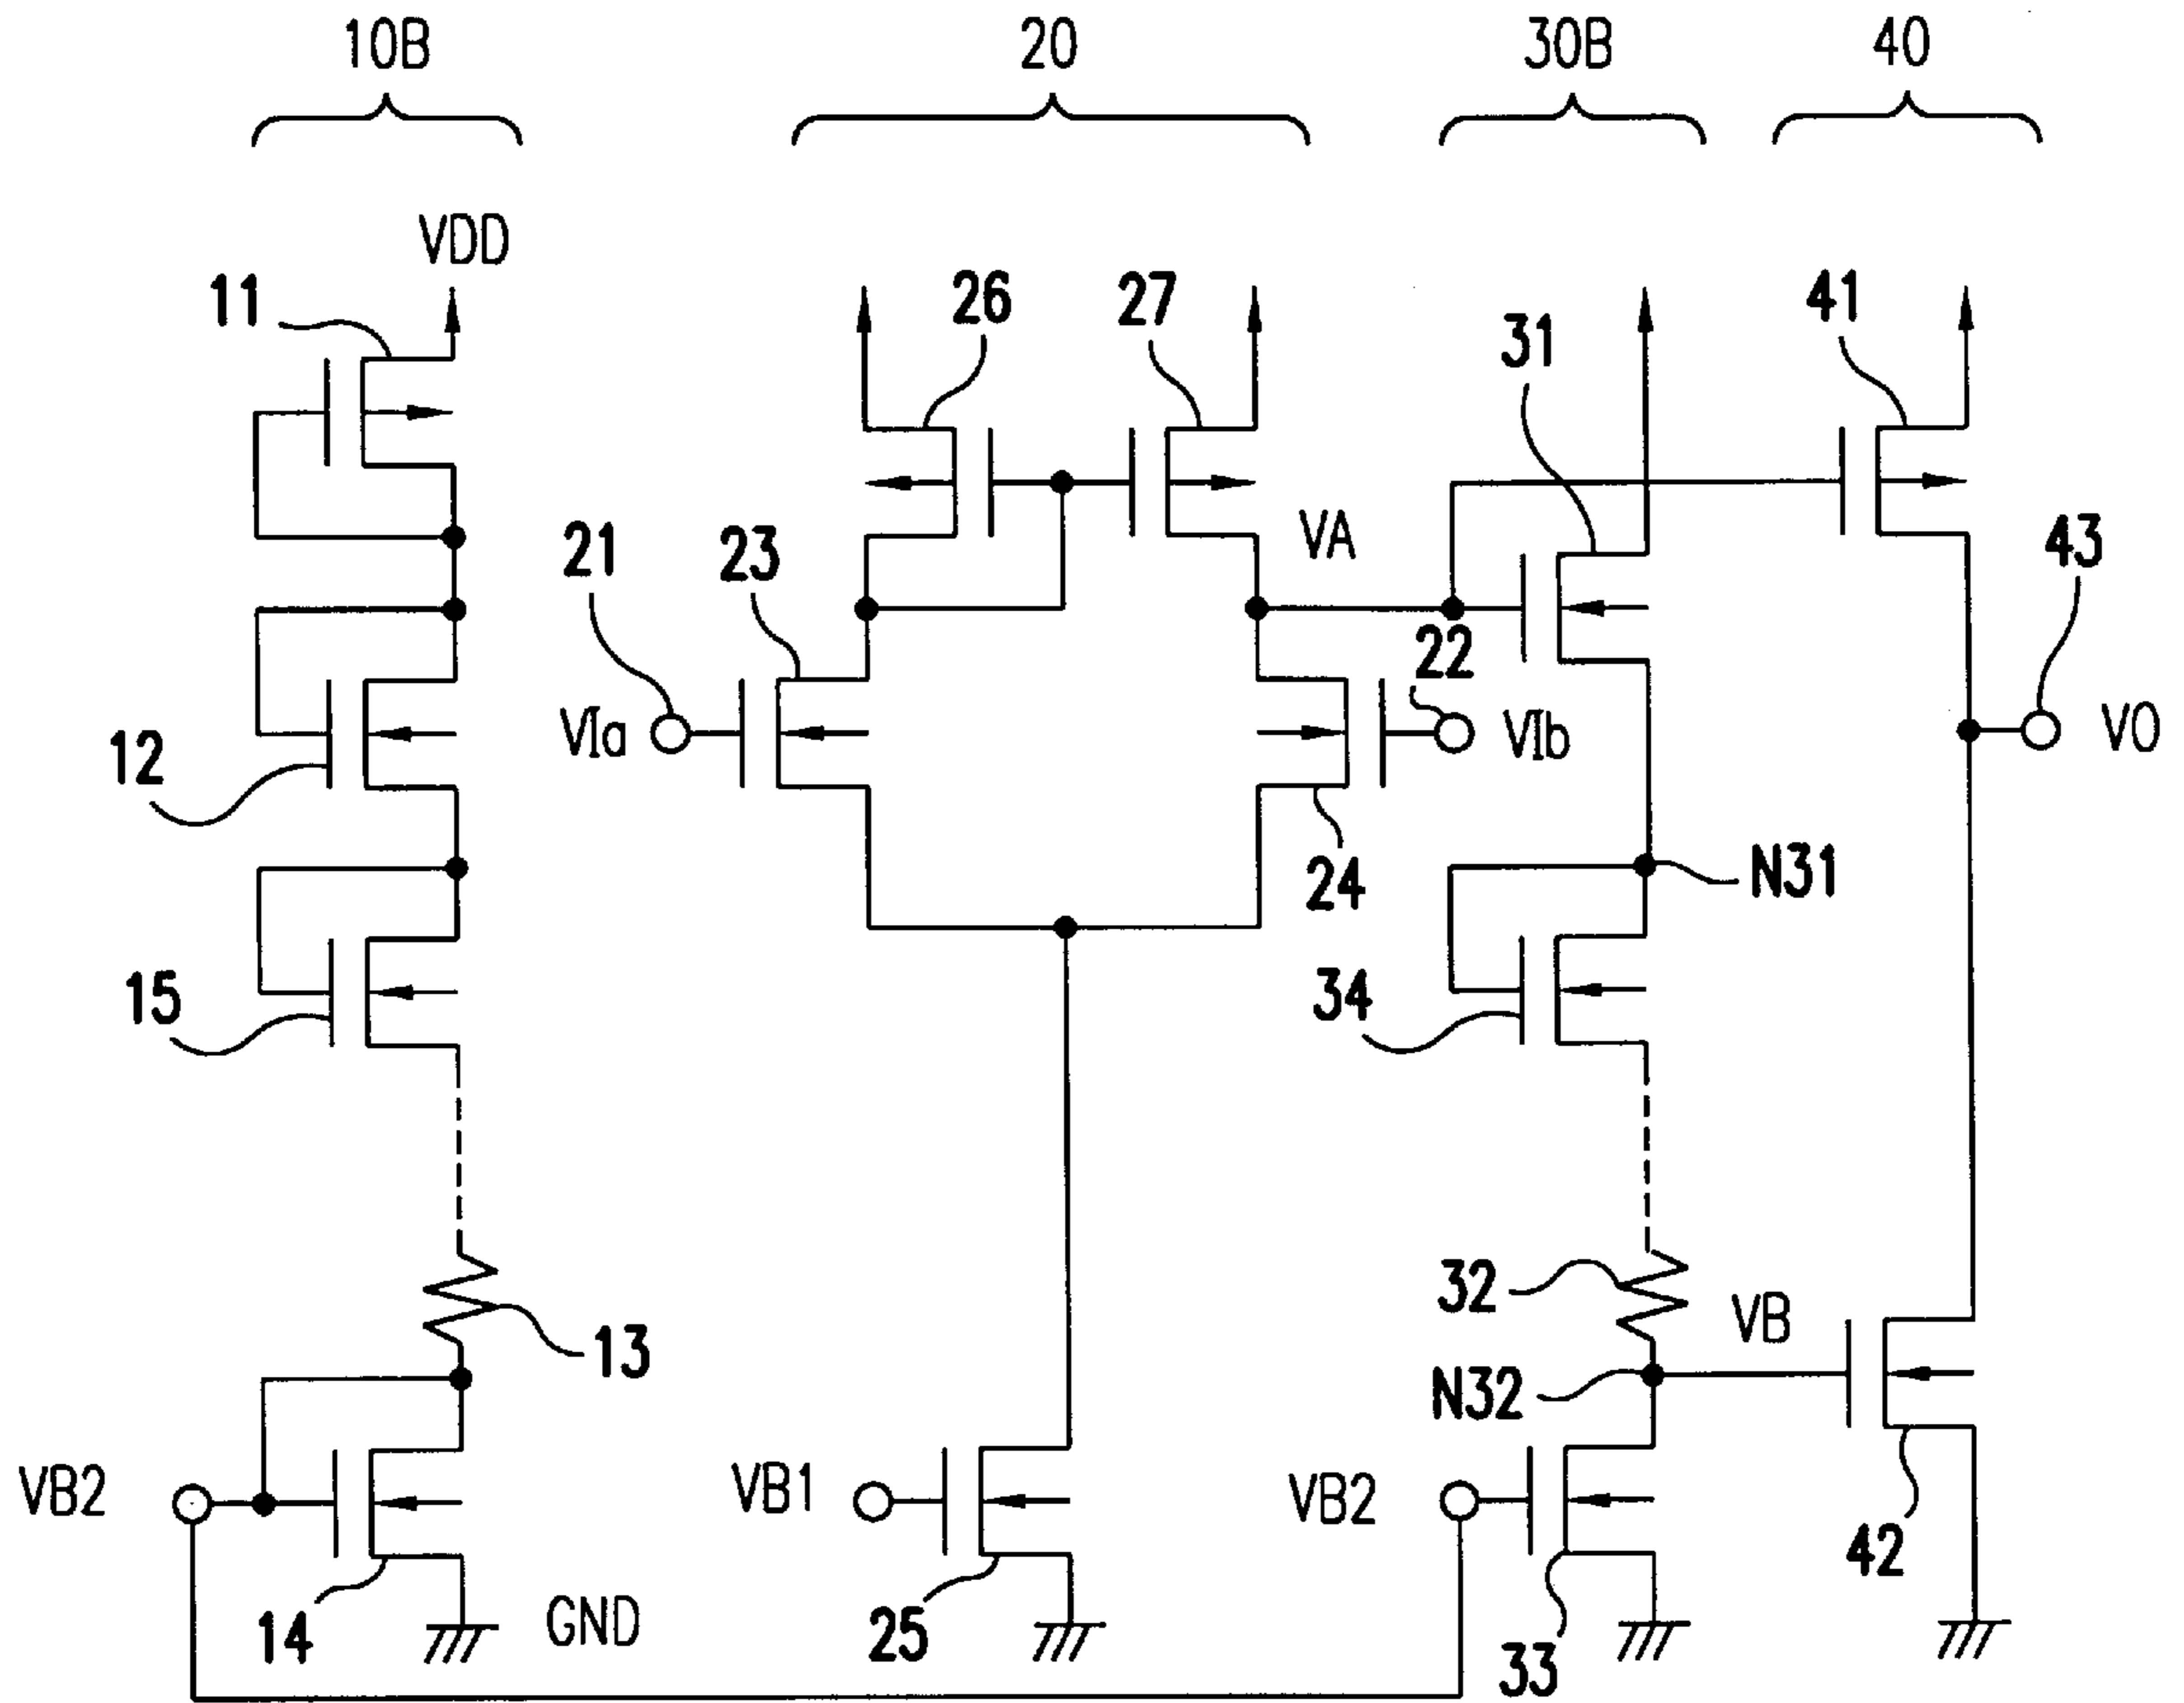 10B 20 30B 40
VDD
11 26 27 31 41
21 23 VA 43
22
12 VIa VIb VO
24 N31
15 34
13 32 VB
N32
VB2 VB1 VB2
14 GND 25 33 42